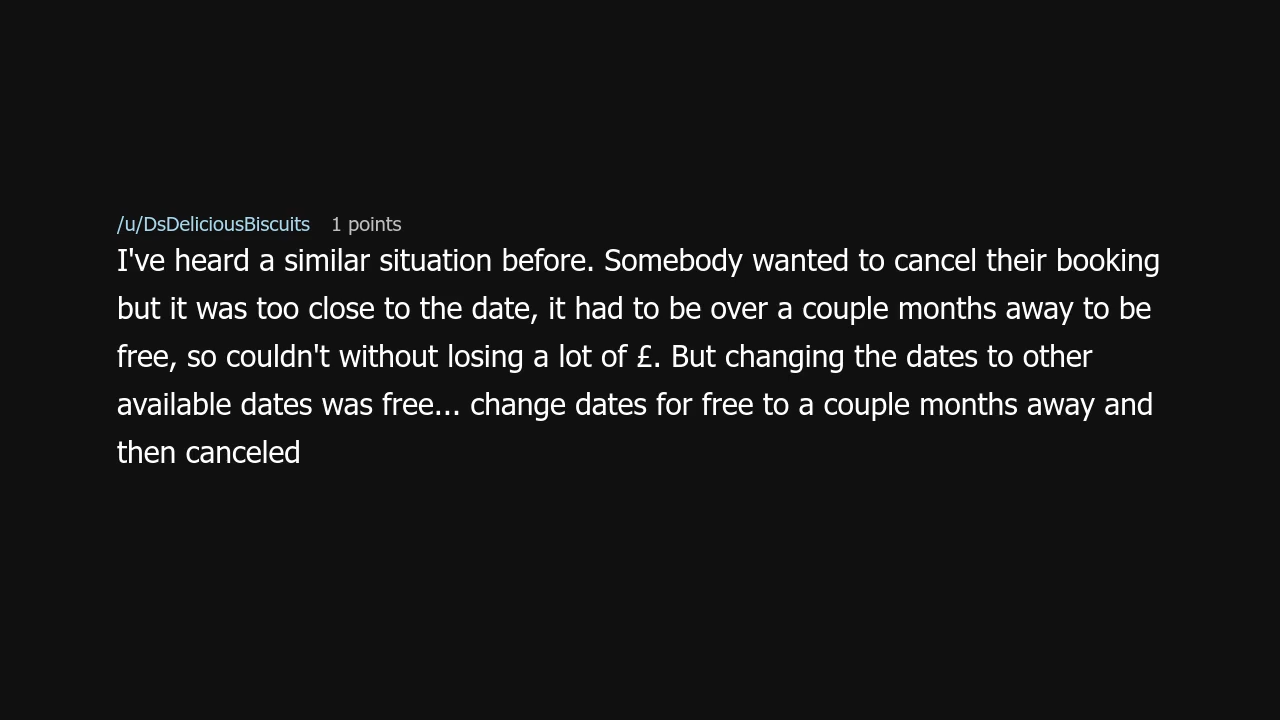 /u/DsDeliciousBiscuits 1 points
I've heard a similar situation before. Somebody wanted to cancel their booking
but it was too close to the date, it had to be over a couple months away to be
free, so couldn't without losing a lot of £. But changing the dates to other
available dates was free... change dates for free to a couple months away and
then canceled